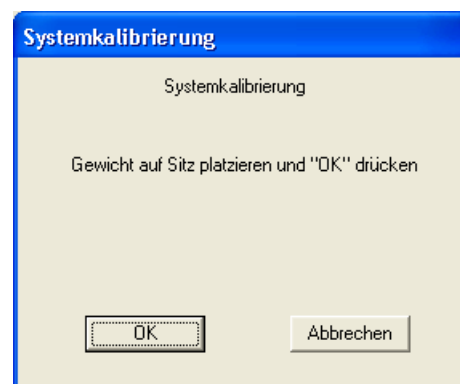 Systemkalibrierung
Systemkalibrierung
Gewicht auf Sitz platzieren und "OK" drücken
OK Abbrechen